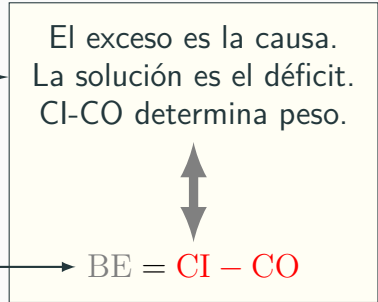 El exceso es la causa.
La solución es el déficit.
CI-CO determina peso.
BE = CI − CO